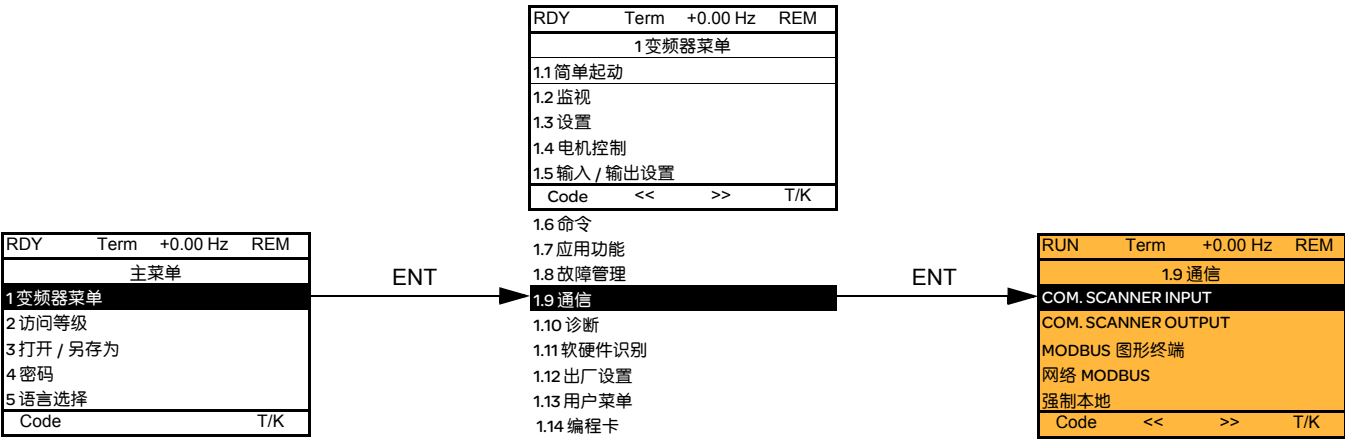 RDY Term +0.00 Hz REM
主菜单
1 变频器菜单
2 访问等级
3 打开 / 另存为
4 密码
5 语言选择
Code T/K
ENT
RDY Term +0.00 Hz REM
1 变频器菜单
1.1 简单起动
1.2 监视
1.3 设置
1.4 电机控制
1.5 输入 / 输出设置
Code << >> T/K
1.6 命令
1.7 应用功能
1.8 故障管理
1.9 通信
1.10 诊断
1.11 软硬件识别
1.12 出厂设置
1.13 用户菜单
1.14 编程卡
ENT
RUN Term +0.00 Hz REM
1.9 通信
COM. SCANNER INPUT
COM. SCANNER OUTPUT
MODBUS 图形终端
网络 MODBUS
强制本地
Code << >> T/K